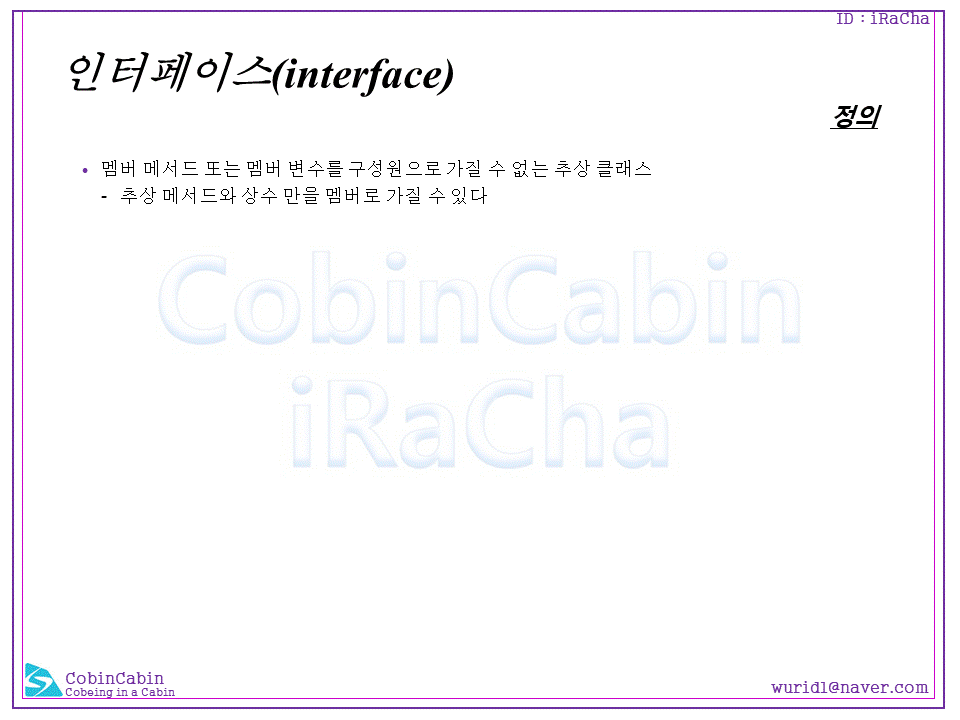 ID : iRaCha
인터페이스(interface)
정의
• 멤버 메서드 또는 멤버 변수를 구성원으로 가질 수 없는 추상 클래스
- 추상 메서드와 상수 만을 멤버로 가질 수 있다
CobinCabin
iRaCha
CobinCabin
Cobeing in a Cabin
wuridl@naver.com